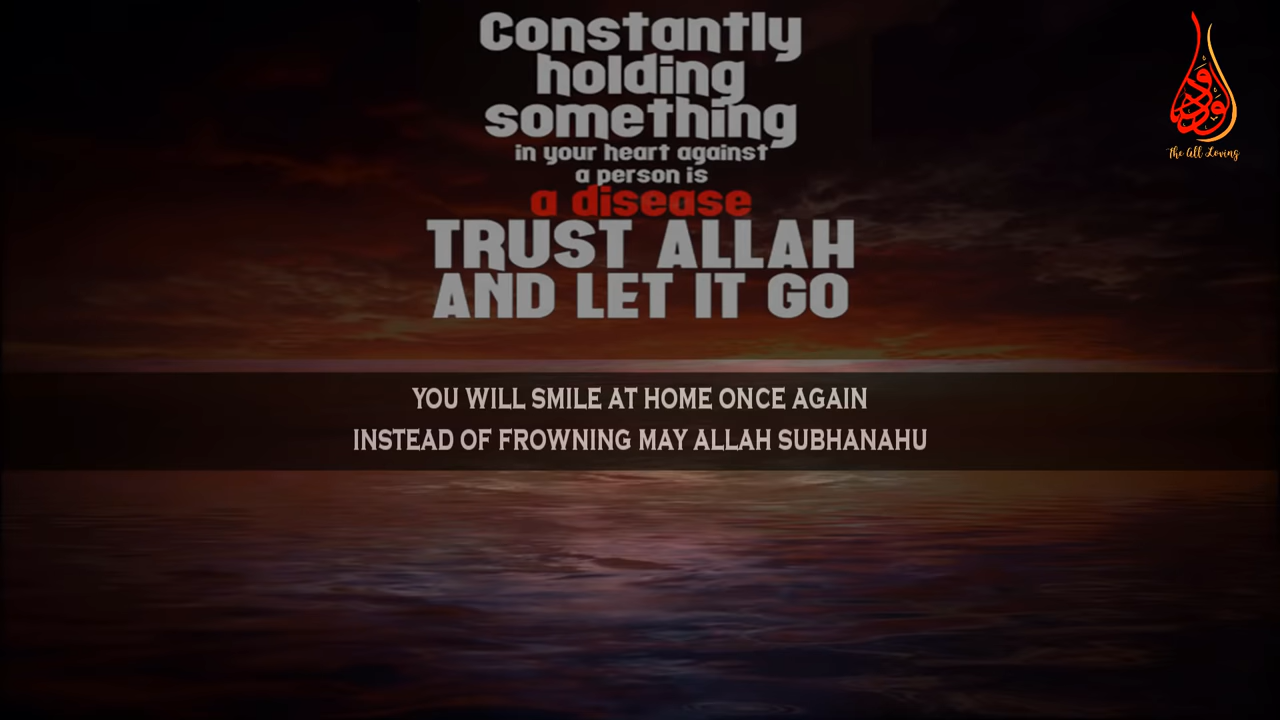 Constantly
holding
something
in your heart against
a person is
a disease
TRUST ALLAH
AND LET IT GO
الودود
The All Loving
YOU WILL SMILE AT HOME ONCE AGAIN
INSTEAD OF FROWNING MAY ALLAH SUBHANAHU